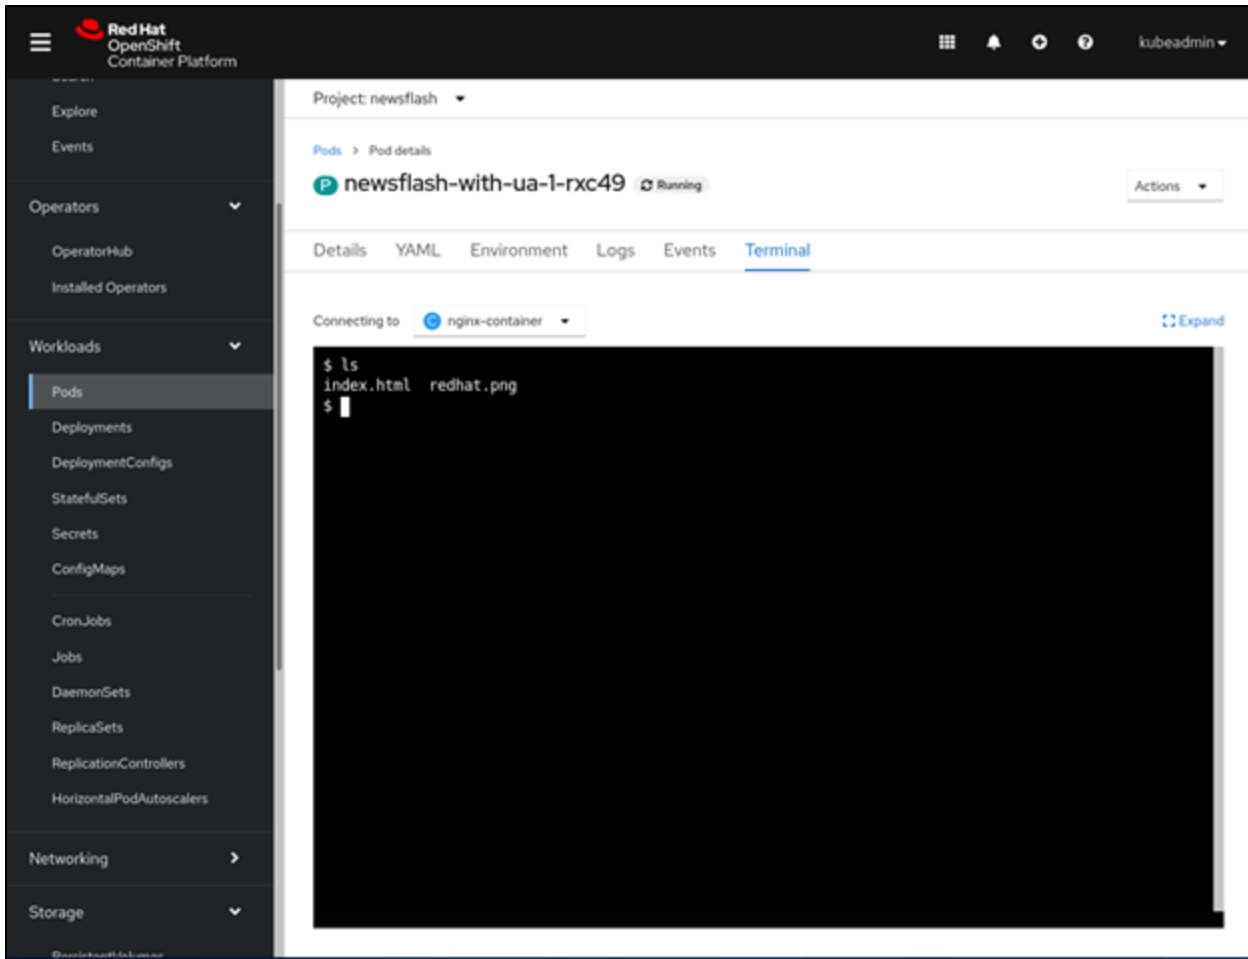 Red Hat
OpenShift
Container Platform
kubeadmin
Search
Explore
Events
Operators
OperatorHub
Installed Operators
Workloads
Pods
Deployments
DeploymentConfigs
StatefulSets
Secrets
ConfigMaps
CronJobs
Jobs
DaemonSets
ReplicaSets
ReplicationControllers
HorizontalPodAutoscalers
Networking
Storage
PersistentVolumes
Project: newsflash
Pods > Pod details
P newsflash-with-ua-1-rxc49 Running
Actions
Details YAML Environment Logs Events Terminal
Connecting to C nginx-container
Expand
$ ls
index.html redhat.png
$